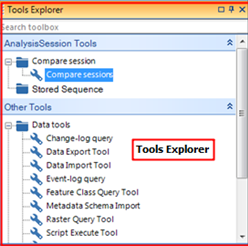 Tools Explorer
Search toolbox
AnalysisSession Tools
Compare session
Compare sessions
Stored Sequence
Other Tools
Data tools
Change-log query
Data Export Tool
Data Import Tool
Event-log query
Feature Class Query Tool
Metadata Schema Import
Raster Query Tool
Script Execute Tool
Tools Explorer